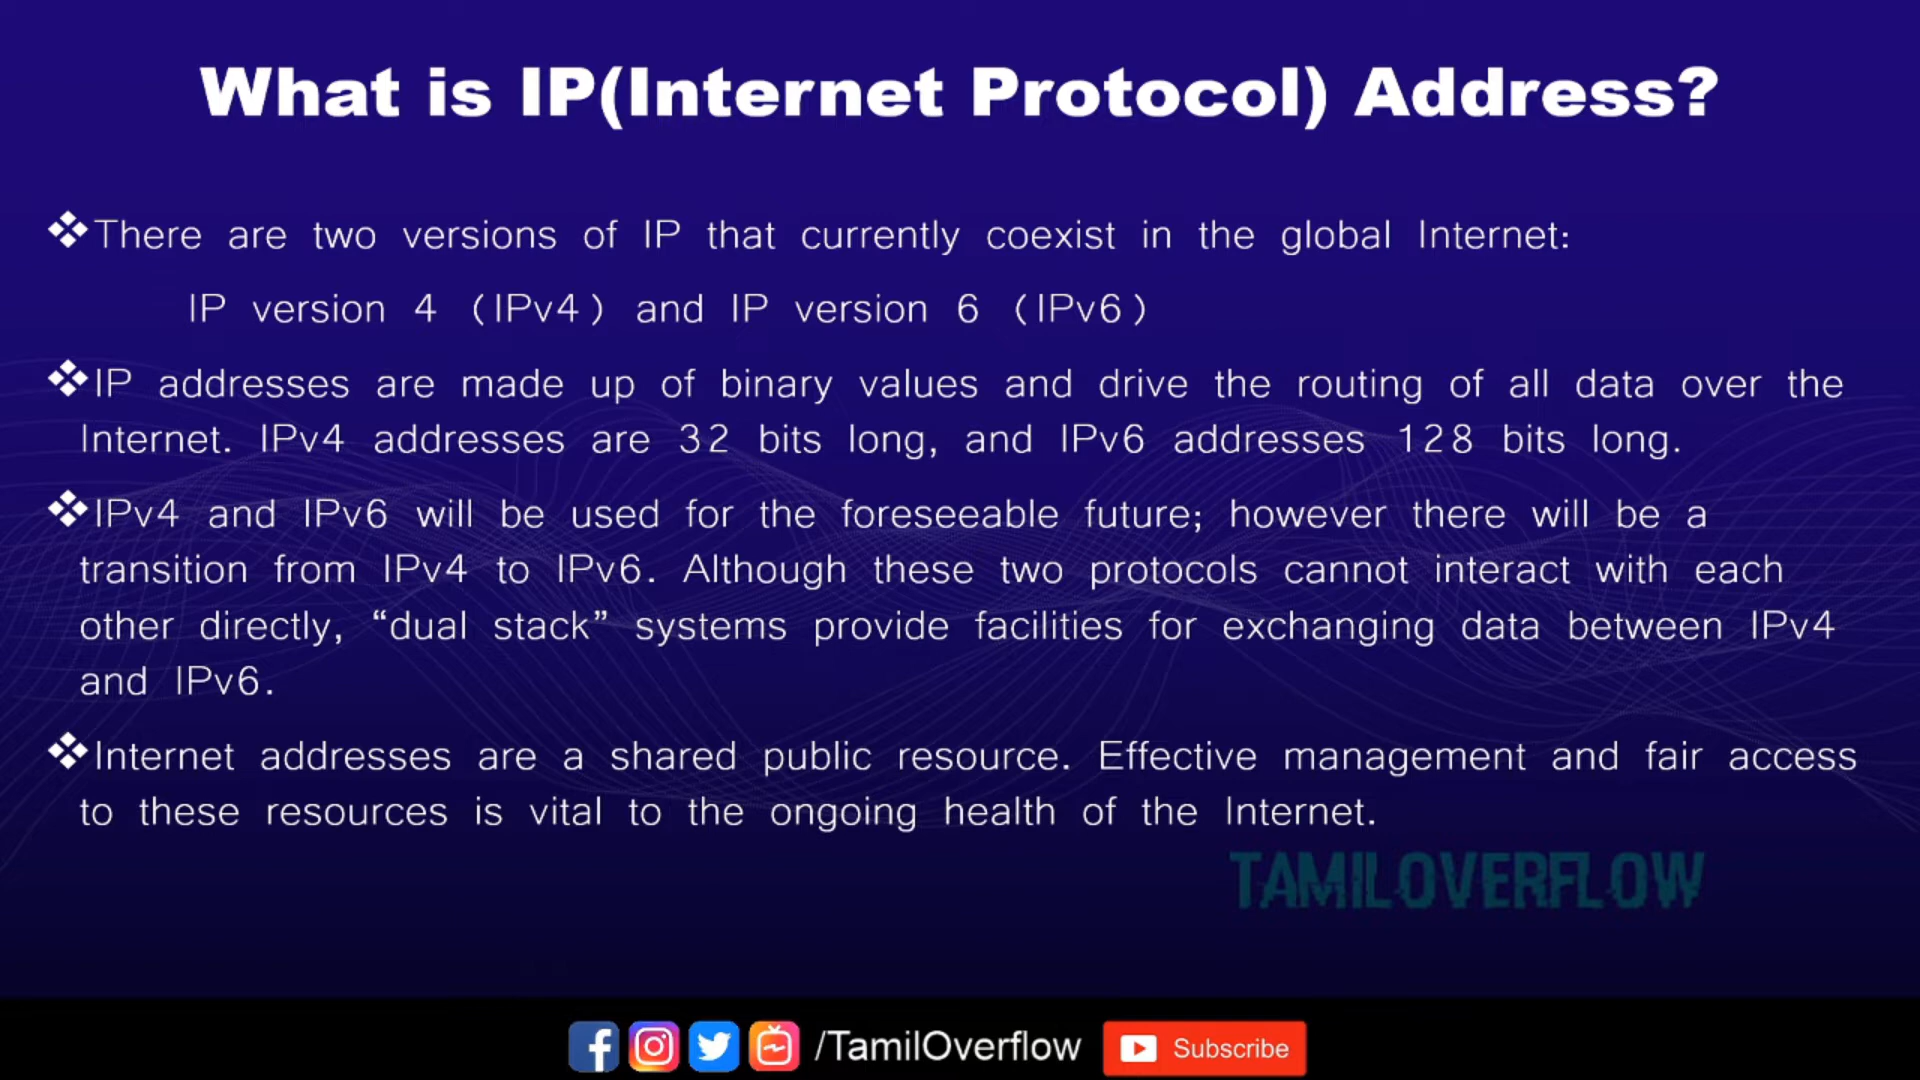 What is IP(Internet Protocol) Address?
❖There are two versions of IP that currently coexist in the global Internet:
IP version 4 (IPv4) and IP version 6 (IPv6)
❖IP addresses are made up of binary values and drive the routing of all data over the
Internet. IPv4 addresses are 32 bits long, and IPv6 addresses 128 bits long.
❖IPv4 and IPv6 will be used for the foreseeable future; however there will be a
transition from IPv4 to IPv6. Although these two protocols cannot interact with each
other directly, “dual stack” systems provide facilities for exchanging data between IPv4
and IPv6.
❖Internet addresses are a shared public resource. Effective management and fair access
to these resources is vital to the ongoing health of the Internet.
TAMILOVERFLOW
/TamilOverflow Subscribe